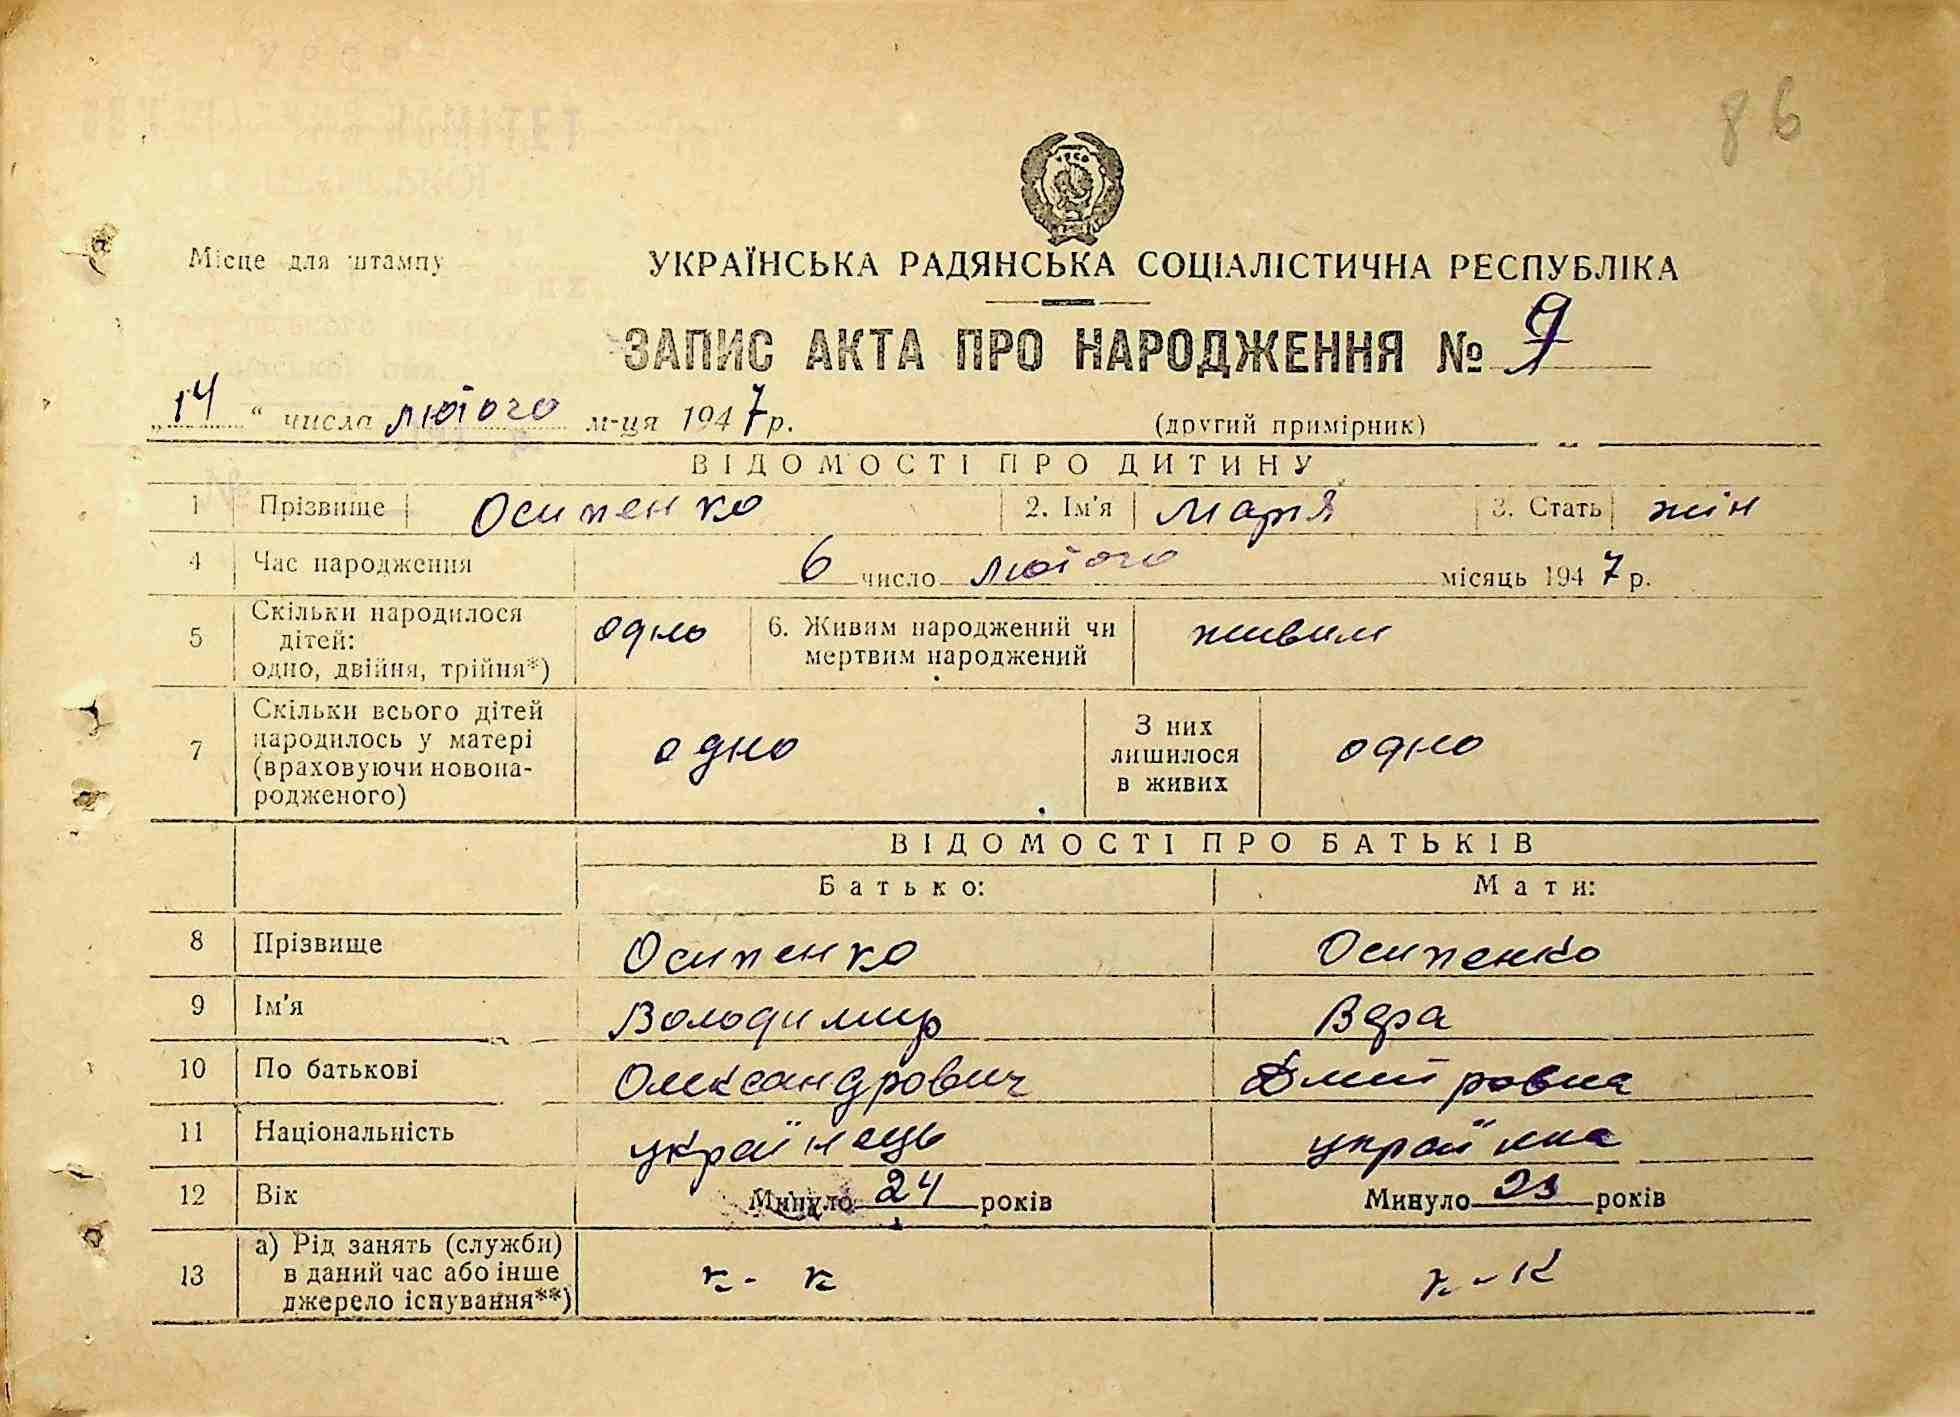 86
Місце для штампу
УКРАЇНСЬКА РАДЯНСЬКА СОЦІАЛІСТИЧНА РЕСПУБЛІКА
ЗАПИС АКТА ПРО НАРОДЖЕННЯ № 9
„14“ числа лютого м-ця 1947 р. (другий примірник)
ВІДОМОСТІ ПРО ДИТИНУ
1 Прізвище Осипенко 2. Ім'я Марія 3. Стать жін
4 Час народження 6 число лютого місяць 1947 р.
5 Скільки народилося
дітей:
одно, двійня, трійня*) одно 6. Живим народжений чи
мертвим народжений живим
7 Скільки всього дітей
народилось у матері
(враховуючи новона-
родженого) одно З них
лишилося
в живих одно
ВІДОМОСТІ ПРО БАТЬКІВ
Батько: Мати:
8 Прізвище Осипенко Осипенко
9 Ім'я Володимир Вера
10 По батькові Олександрович Дмитровна
11 Національність українець українка
12 Вік Минуло 24 років Минуло 23 років
13 а) Рід занять (служби)
в даний час або інше
джерело існування**) к-к к-к